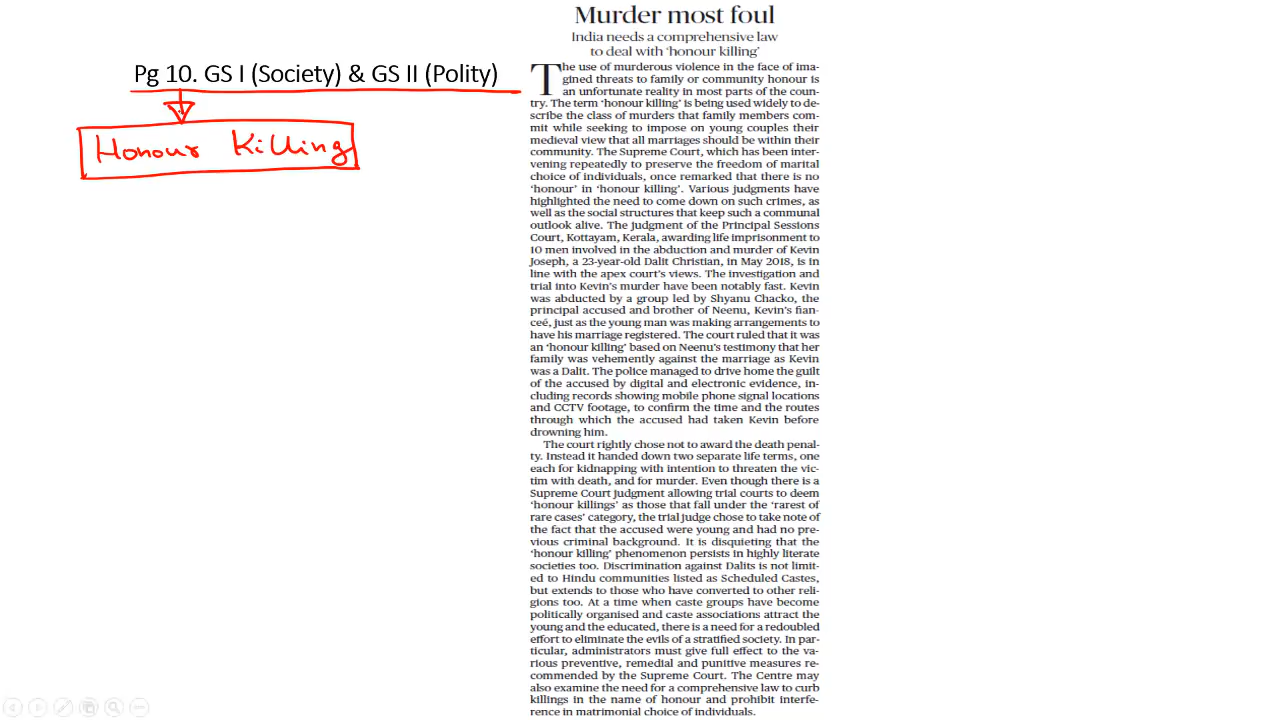 Pg 10. GS I (Society) & GS II (Polity)
Honour Killing
Murder most foul
India needs a comprehensive law
to deal with 'honour killing'
The use of murderous violence in the face of ima-
gined threats to family or community honour is
an unfortunate reality in most parts of the coun-
try. The term 'honour killing' is being used widely to de-
scribe the class of murders that family members com-
mit while seeking to impose on young couples their
medieval view that all marriages should be within their
community. The Supreme Court, which has been inter-
vening repeatedly to preserve the freedom of marital
choice of individuals, once remarked that there is no
'honour' in 'honour killing'. Various judgments have
highlighted the need to come down on such crimes, as
well as the social structures that keep such a communal
outlook alive. The judgment of the Principal Sessions
Court, Kottayam, Kerala, awarding life imprisonment to
10 men involved in the abduction and murder of Kevin
Joseph, a 23-year-old Dalit Christian, in May 2018, is in
line with the apex court's views. The investigation and
trial into Kevin's murder have been notably fast. Kevin
was abducted by a group led by Shyanu Chacko, the
principal accused and brother of Neenu, Kevin's fian-
ceé, just as the young man was making arrangements to
have his marriage registered. The court ruled that it was
an 'honour killing' based on Neenu's testimony that her
family was vehemently against the marriage as Kevin
was a Dalit. The police managed to drive home the guilt
of the accused by digital and electronic evidence, in-
cluding records showing mobile phone signal locations
and CCTV footage, to confirm the time and the routes
through which the accused had taken Kevin before
drowning him.
The court rightly chose not to award the death penal-
ty. Instead it handed down two separate life terms, one
each for kidnapping with intention to threaten the vic-
tim with death, and for murder. Even though there is a
Supreme Court judgment allowing trial courts to deem
'honour killings' as those that fall under the 'rarest of
rare cases' category, the trial judge chose to take note of
the fact that the accused were young and had no pre-
vious criminal background. It is disquieting that the
'honour killing' phenomenon persists in highly literate
societies too. Discrimination against Dalits is not limit-
ed to Hindu communities listed as Scheduled Castes,
but extends to those who have converted to other reli-
gions too. At a time when caste groups have become
politically organised and caste associations attract the
young and the educated, there is a need for a redoubled
effort to eliminate the evils of a stratified society. In par-
ticular, administrators must give full effect to the va-
rious preventive, remedial and punitive measures re-
commended by the Supreme Court. The Centre may
also examine the need for a comprehensive law to curb
killings in the name of honour and prohibit interfe-
rence in matrimonial choice of individuals.